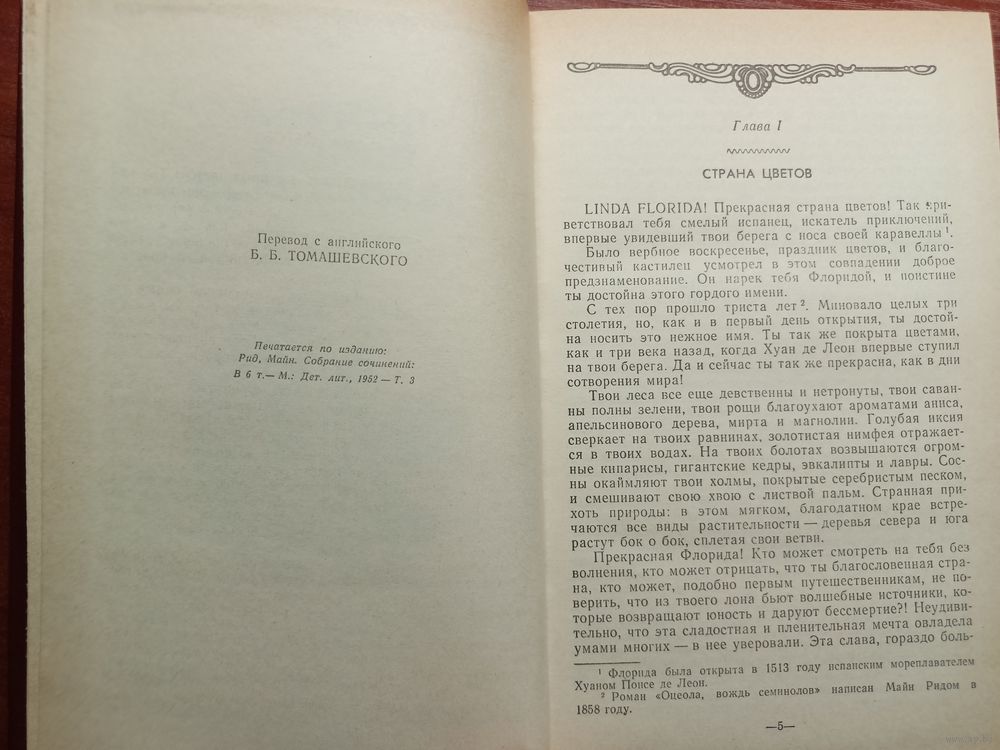 Перевод с английского
Б. Б. ТОМАШЕВСКОГО
Печатается по изданию:
Рид, Майн. Собрание сочинений:
В 6 т.— М.: Дет. лит., 1952 — Т. 3
Глава I
СТРАНА ЦВЕТОВ
LINDA FLORIDA! Прекрасная страна цветов! Так при-
ветствовал тебя смелый испанец, искатель приключений,
впервые увидевший твои берега с носа своей каравеллы ¹.
Было вербное воскресенье, праздник цветов, и благо-
честивый кастилец усмотрел в этом совпадении доброе
предзнаменование. Он нарек тебя Флоридой, и поистине
ты достойна этого гордого имени.
С тех пор прошло триста лет ². Миновало целых три
столетия, но, как и в первый день открытия, ты достой-
на носить это нежное имя. Ты так же покрыта цветами,
как и три века назад, когда Хуан де Леон впервые ступил
на твои берега. Да и сейчас ты так же прекрасна, как в дни
сотворения мира!
Твои леса все еще девственны и нетронуты, твои саван-
ны полны зелени, твои рощи благоухают ароматами аниса,
апельсинового дерева, мирта и магнолии. Голубая иксия
сверкает на твоих равнинах, золотистая нимфея отражает-
ся в твоих водах. На твоих болотах возвышаются огром-
ные кипарисы, гигантские кедры, эвкалипты и лавры. Сос-
ны окаймляют твои холмы, покрытые серебристым песком,
и смешивают свою хвою с листвой пальм. Странная при-
хоть природы: в этом мягком, благодатном крае встре-
чаются все виды растительности — деревья севера и юга
растут бок о бок, сплетая свои ветви.
Прекрасная Флорида! Кто может смотреть на тебя без
волнения, кто может отрицать, что ты благословенная стра-
на, кто может, подобно первым путешественникам, не по-
верить, что из твоего лона бьют волшебные источники, ко-
торые возвращают юность и даруют бессмертие?! Неудиви-
тельно, что эта сладостная и пленительная мечта овладела
умами многих — в нее уверовали. Эта слава, гораздо боль-
¹ Флорида была открыта в 1513 году испанским мореплавателем
Хуаном Понсе де Леон.
² Роман «Оцеола, вождь семинолов» написан Майн Ридом в
1858 году.
—5—